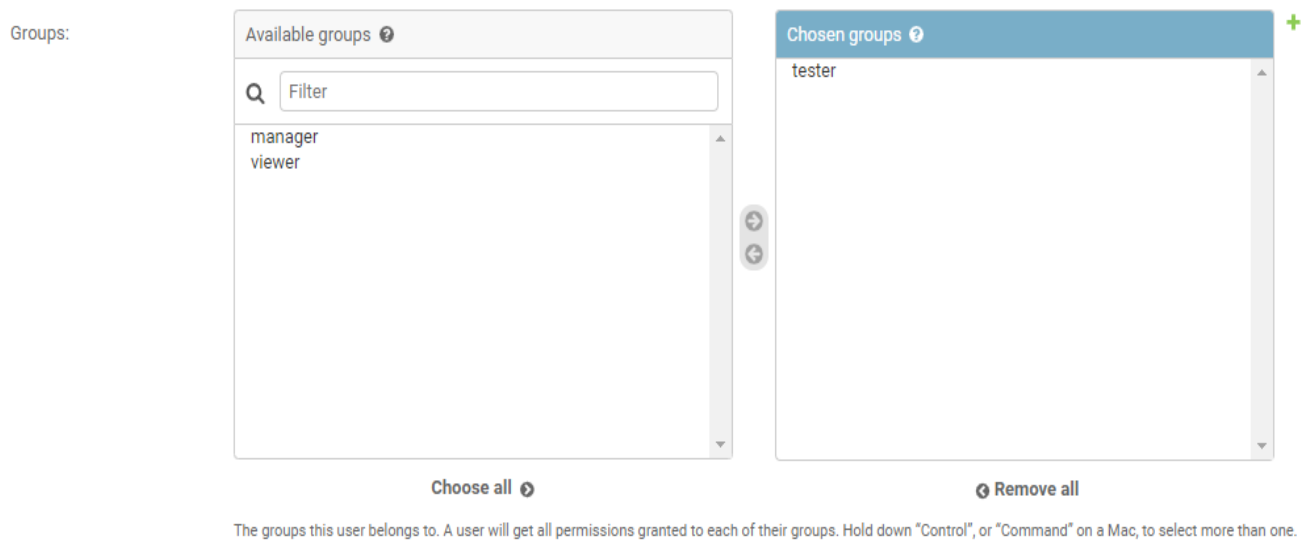 Groups:
Available groups
Chosen groups
Filter
tester
manager
viewer
Choose all
Remove all
The groups this user belongs to. A user will get all permissions granted to each of their groups. Hold down “Control”, or “Command” on a Mac, to select more than one.